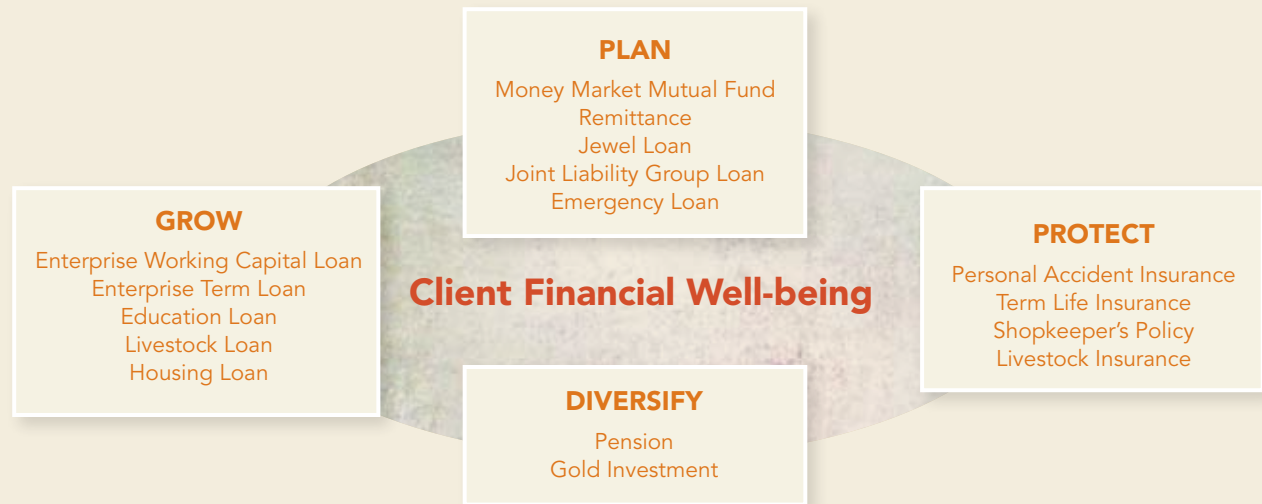 PLAN
Money Market Mutual Fund
Remittance
Jewel Loan
Joint Liability Group Loan
Emergency Loan
GROW
Enterprise Working Capital Loan
Enterprise Term Loan
Education Loan
Livestock Loan
Housing Loan
Client Financial Well-being
PROTECT
Personal Accident Insurance
Term Life Insurance
Shopkeeper’s Policy
Livestock Insurance
DIVERSIFY
Pension
Gold Investment